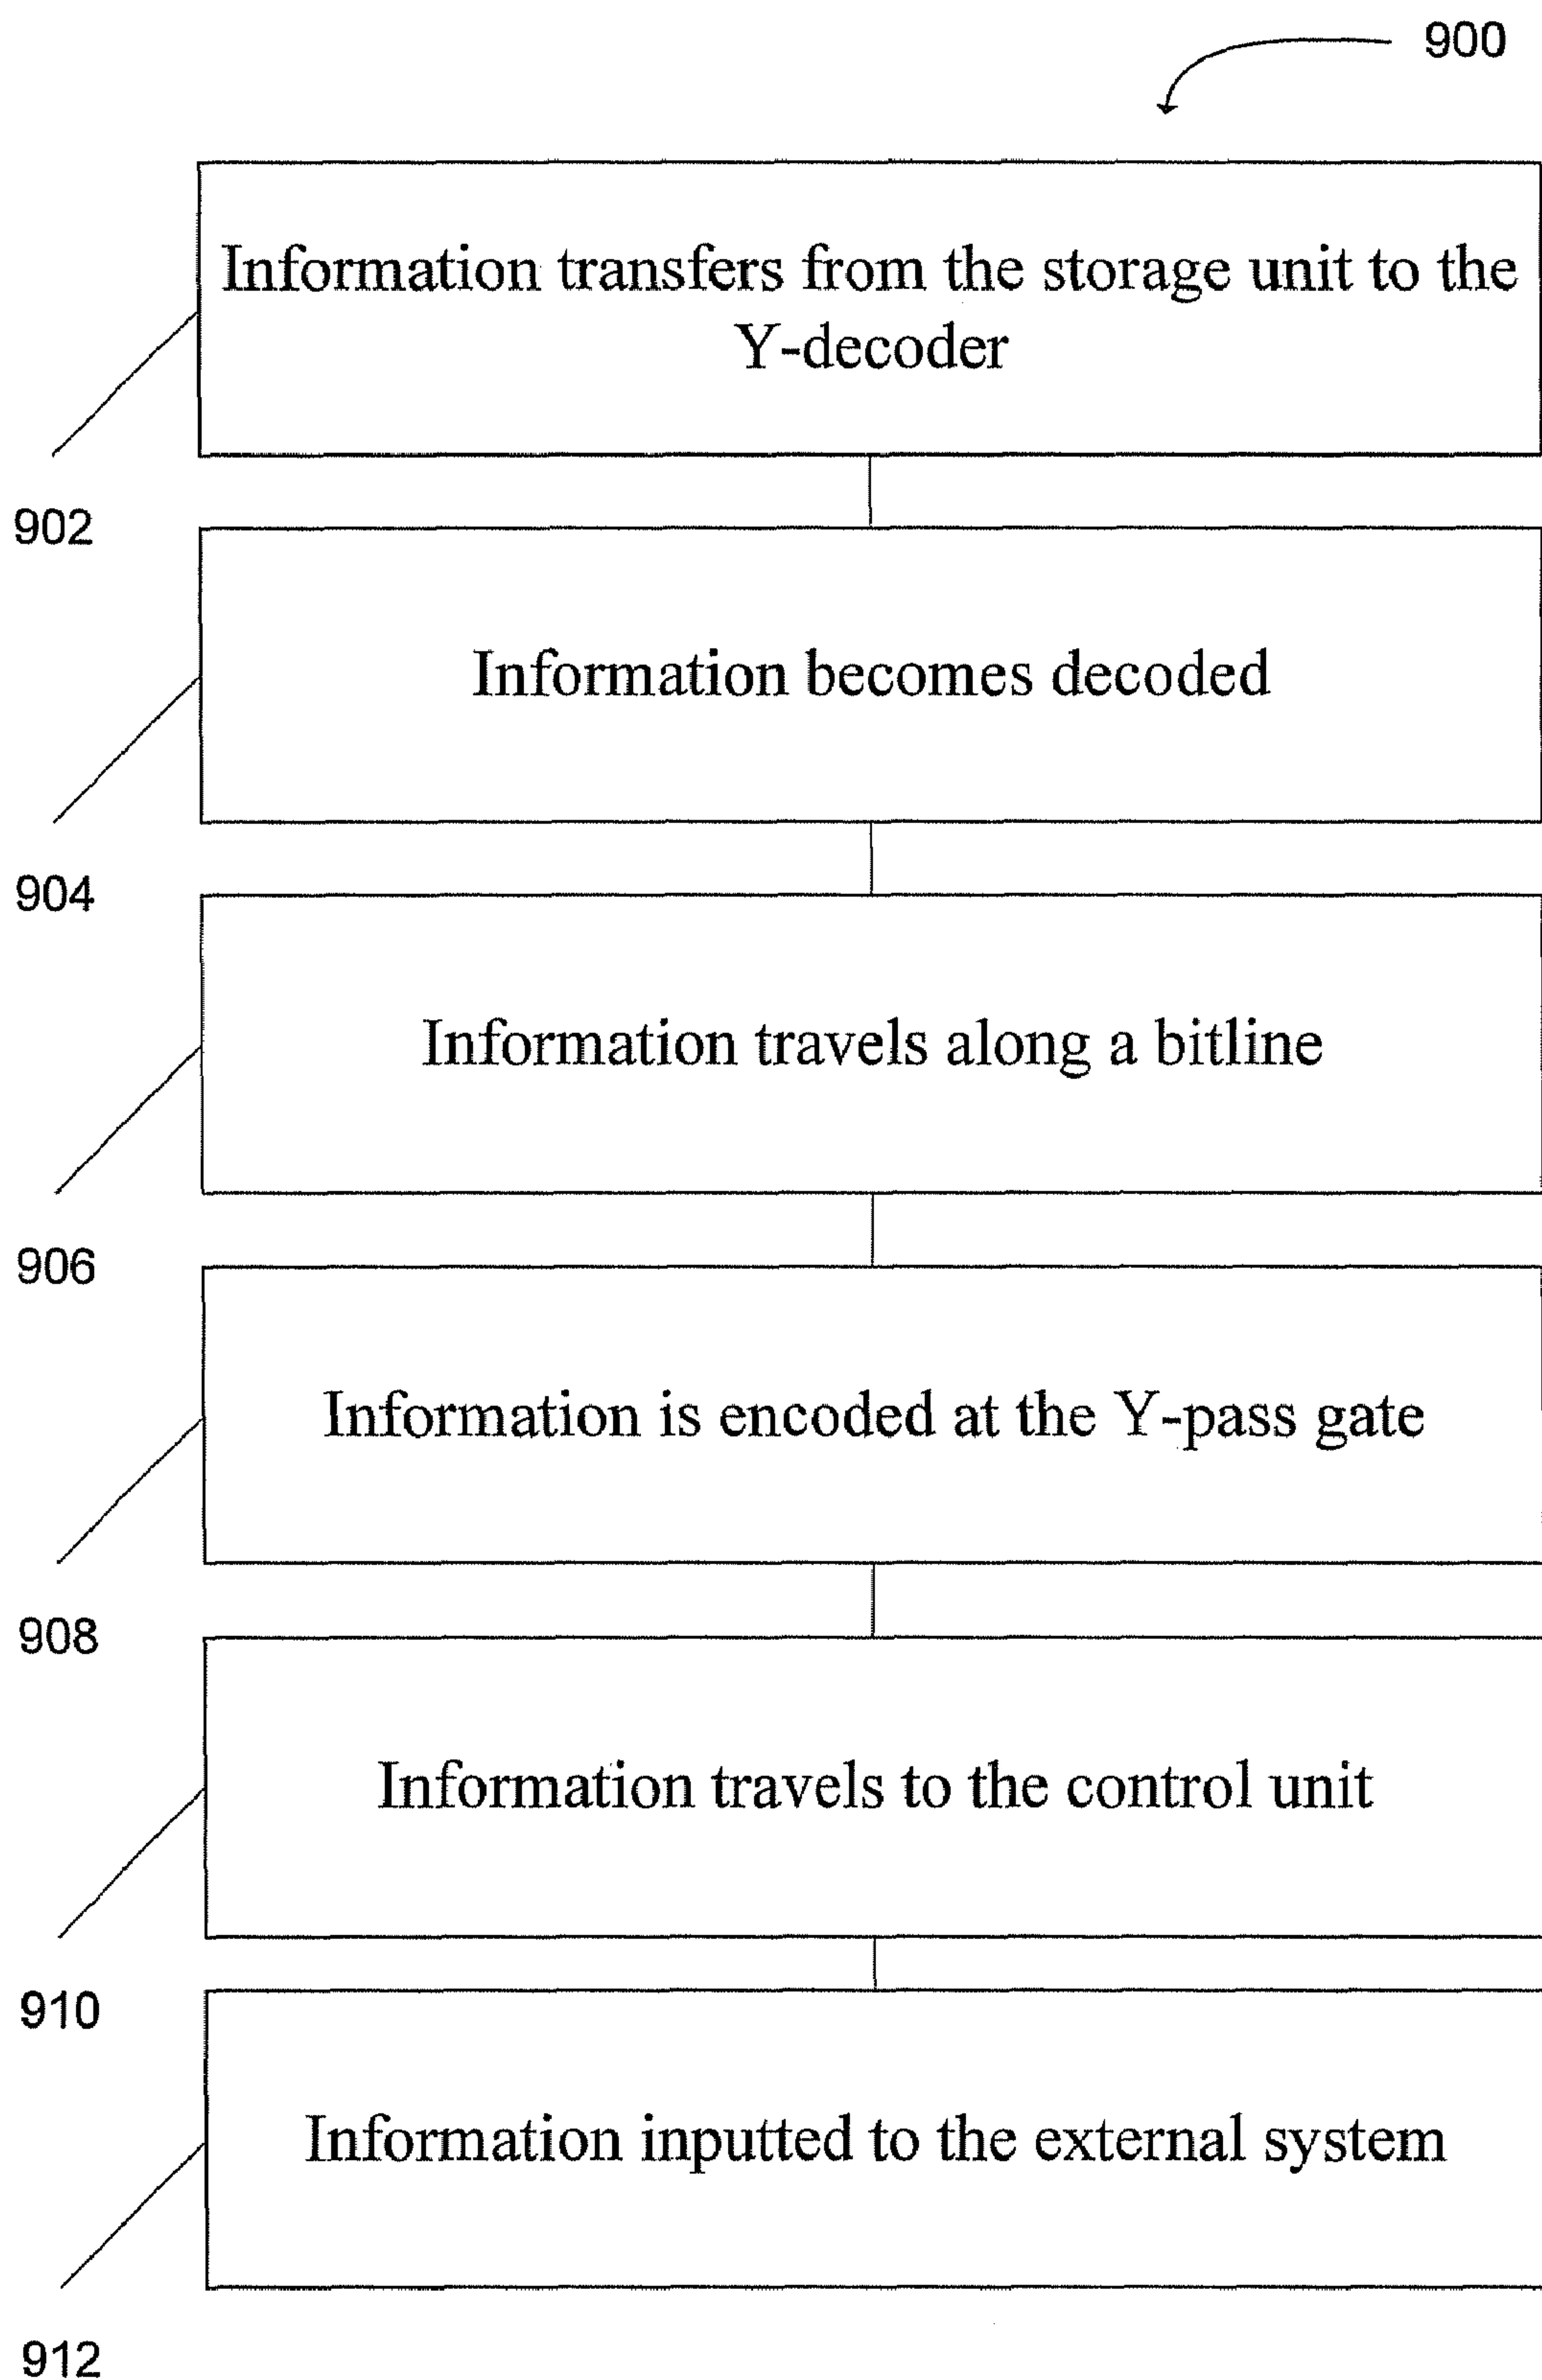 900
Information transfers from the storage unit to the
Y-decoder
902
Information becomes decoded
904
Information travels along a bitline
906
Information is encoded at the Y-pass gate
908
Information travels to the control unit
910
Information inputted to the external system
912